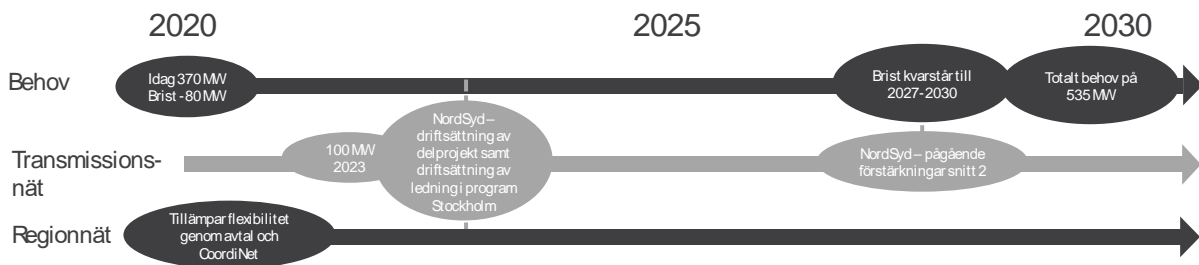 2020
2025
2030
Behov
Idag 370 MW
Brist -80 MW
Brist kvarstår till
2027-2030
Totalt behov på
535 MW
Transmissions-
nät
100 MW
2023
NordSyd –
driftsättning av
delprojekt samt
driftsättning av
ledning i program
Stockholm
NordSyd – pågående
förstärkningar snitt 2
Regionnät
Tillämpar flexibilitet
genom avtal och
CoordiNet